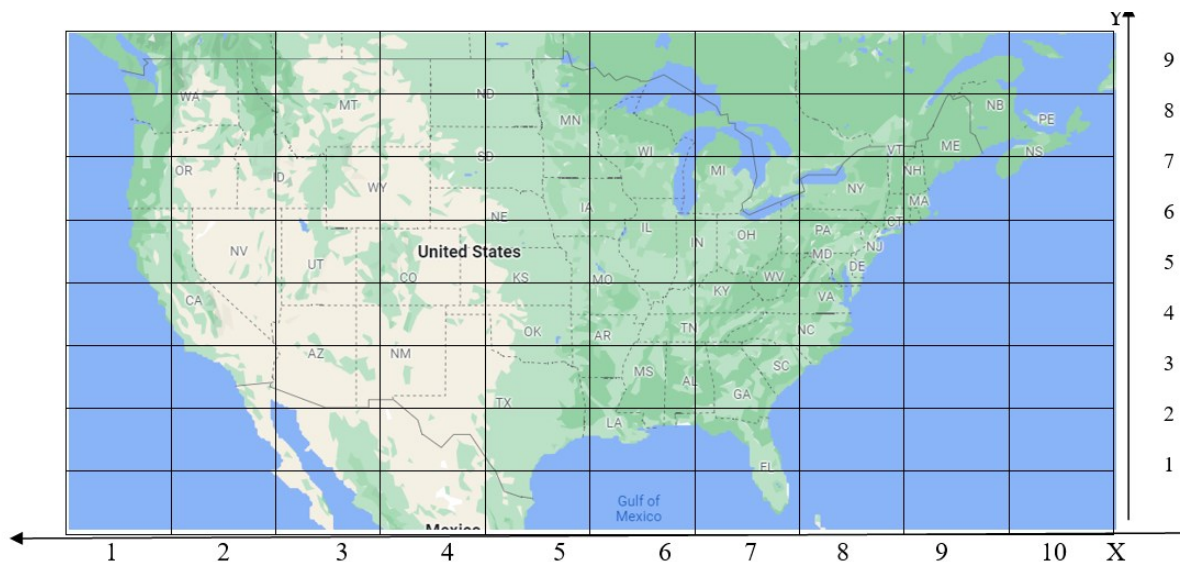 Y
9
WA
MT
ND
NB
8
MN
PE
WI
VT
ME
NS
OR
ID
WY
SD
MI
NH
7
NY
NE
IA
MA
6
IL
IN
OH
PA
CT
NV
UT
United States
CO
KS
MO
WV
MD
NJ
DE
5
CA
KY
VA
4
OK
AR
TN
NC
AZ
NM
MS
AL
SC
3
TX
GA
LA
2
FL
1
Gulf of
Mexico
Mexico
1 2 3 4 5 6 7 8 9 10 X